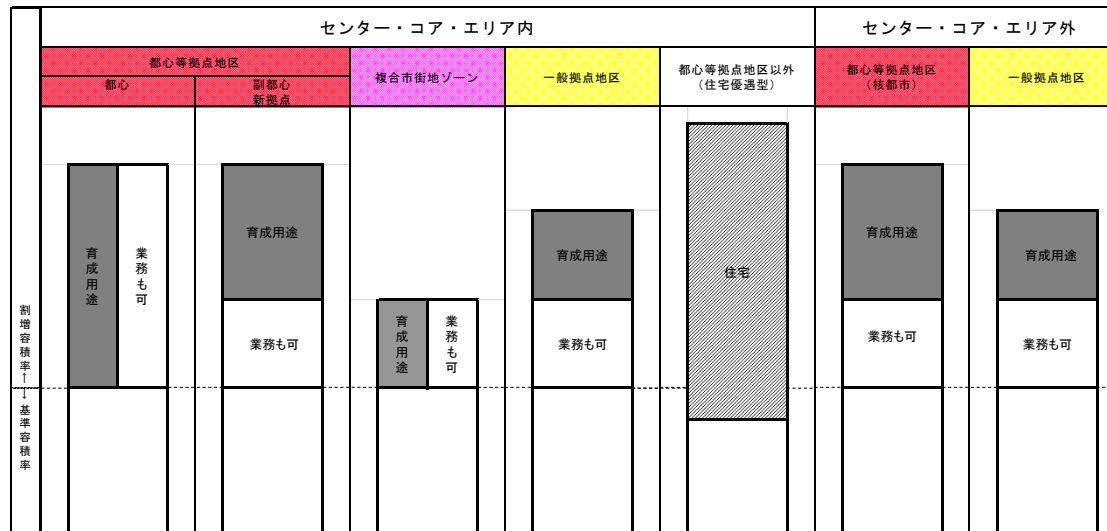 センター・コア・エリア内
センター・コア・エリア外
都心等拠点地区
都心
副都心
新拠点
複合市街地ゾーン
一般拠点地区
都心等拠点地区以外
（住宅優遇型）
都心等拠点地区
（核都市）
一般拠点地区
割増容積率↑
↓基準容積率
育成用途
業務も可
育成用途
業務も可
育成用途
業務も可
育成用途
業務も可
住宅
育成用途
業務も可
育成用途
業務も可